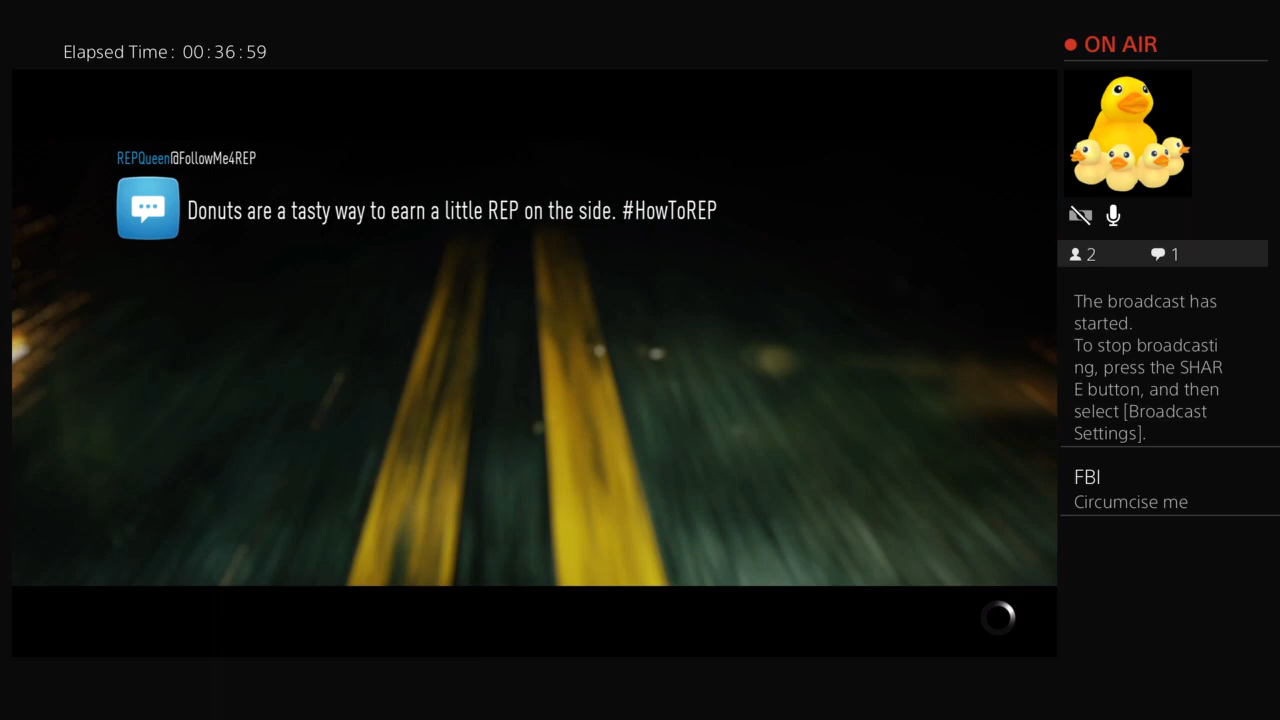 Elapsed Time: 00:36:59
ON AIR
REPQueen@FollowMe4REP
Donuts are a tasty way to earn a little REP on the side. #HowToREP
2 1
The broadcast has
started.
To stop broadcasti
ng, press the SHAR
E button, and then
select [Broadcast
Settings].
FBI
Circumcise me